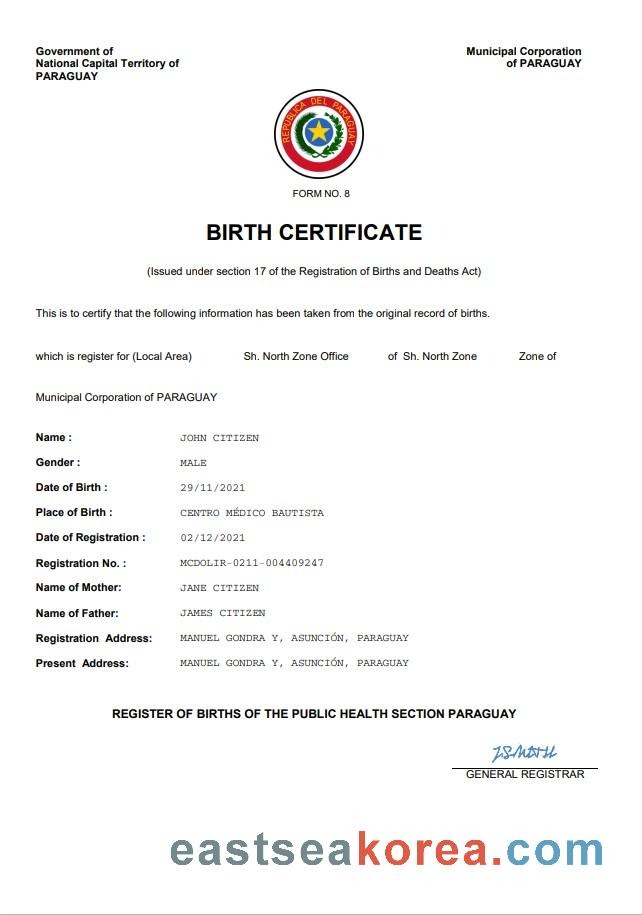 Government of
National Capital Territory of
PARAGUAY
Municipal Corporation
of PARAGUAY
REPUBLICA DEL PARAGUAY
FORM NO. 8
BIRTH CERTIFICATE
(Issued under section 17 of the Registration of Births and Deaths Act)
This is to certify that the following information has been taken from the original record of births.
which is register for (Local Area) Sh. North Zone Office of Sh. North Zone Zone of
Municipal Corporation of PARAGUAY
Name : JOHN CITIZEN
Gender : MALE
Date of Birth : 29/11/2021
Place of Birth : CENTRO MÉDICO BAUTISTA
Date of Registration : 02/12/2021
Registration No. : MCDOLIR-0211-004409247
Name of Mother: JANE CITIZEN
Name of Father: JAMES CITIZEN
Registration Address: MANUEL GONDRA Y, ASUNCIÓN, PARAGUAY
Present Address: MANUEL GONDRA Y, ASUNCIÓN, PARAGUAY
REGISTER OF BIRTHS OF THE PUBLIC HEALTH SECTION PARAGUAY
GENERAL REGISTRAR
eastseakorea.com